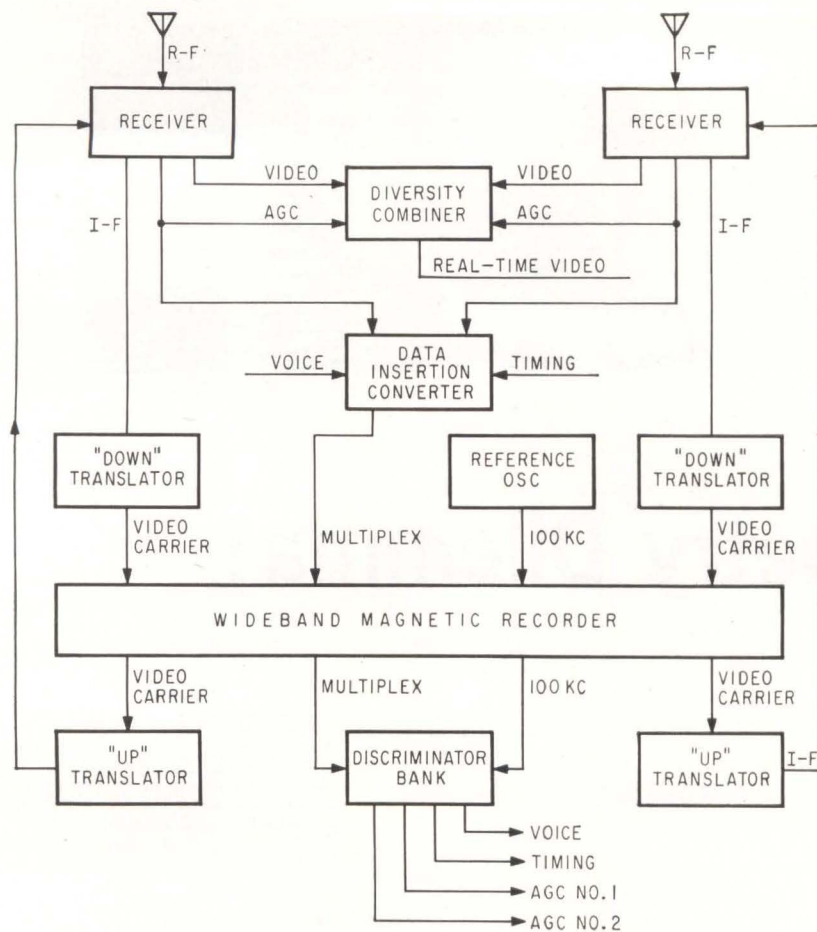 R-F
R-F
RECEIVER
RECEIVER
VIDEO
VIDEO
DIVERSITY
COMBINER
AGC
AGC
I-F
I-F
REAL-TIME VIDEO
DATA
INSERTION
CONVERTER
VOICE
TIMING
"DOWN"
TRANSLATOR
REFERENCE
OSC
"DOWN"
TRANSLATOR
VIDEO
CARRIER
MULTIPLEX
100 KC
VIDEO
CARRIER
WIDEBAND MAGNETIC RECORDER
VIDEO
CARRIER
MULTIPLEX
100 KC
VIDEO
CARRIER
"UP"
TRANSLATOR
DISCRIMINATOR
BANK
"UP"
TRANSLATOR
I-F
VOICE
TIMING
AGC NO.1
AGC NO.2